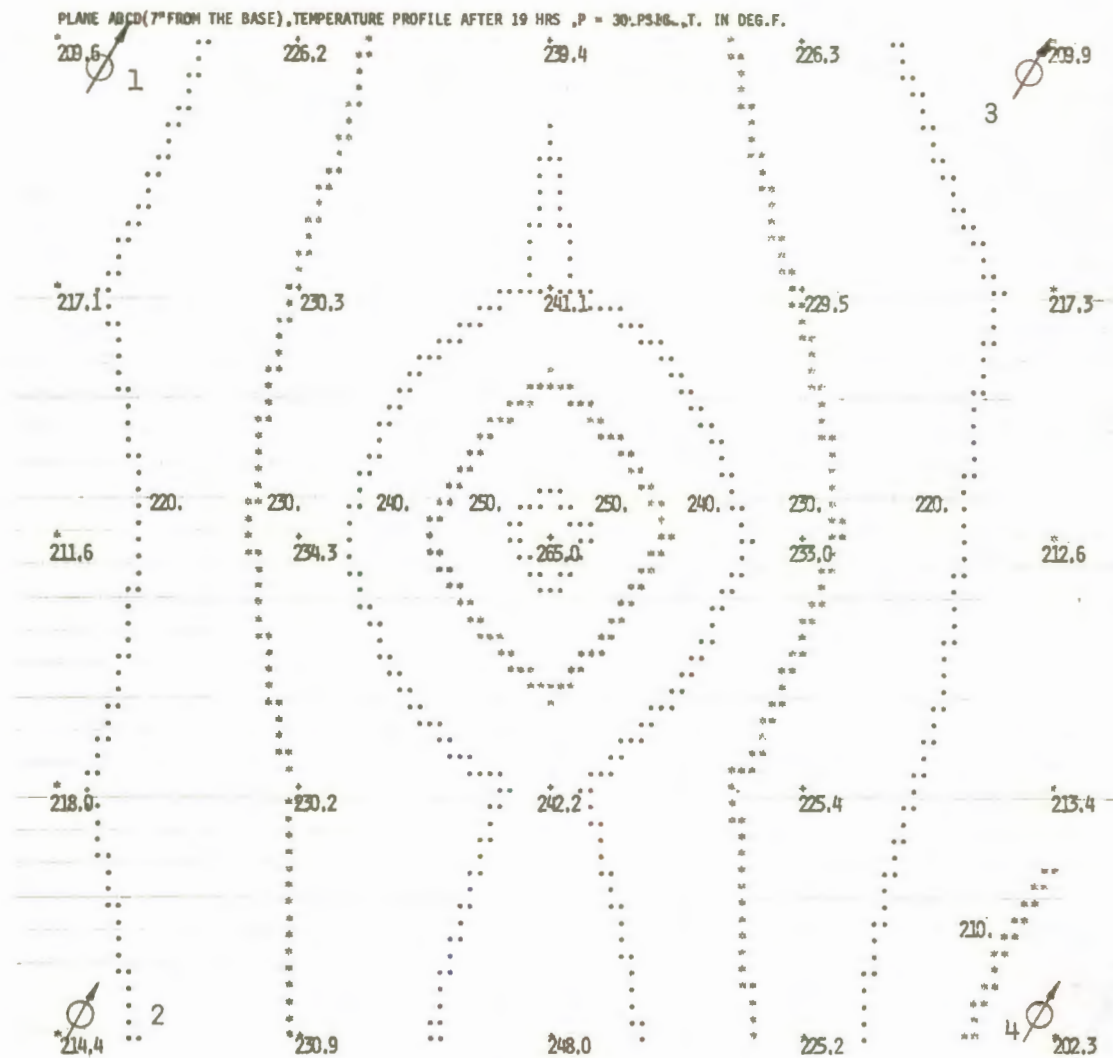 PLANE ABCD(7"FROM THE BASE),TEMPERATURE PROFILE AFTER 19 HRS ,P = 30 PSIG.,T. IN DEG.F.
209.6 226.2 239.4 226.3 209.9
1 3
217.1 230.3 241.1 229.5 217.3
220. 230. 240. 250. 250. 240. 230. 220.
211.6 234.3 265.0 233.0 212.6
218.0 230.2 242.2 225.4 213.4
210.
2 4
214.4 230.9 248.0 225.2 202.3